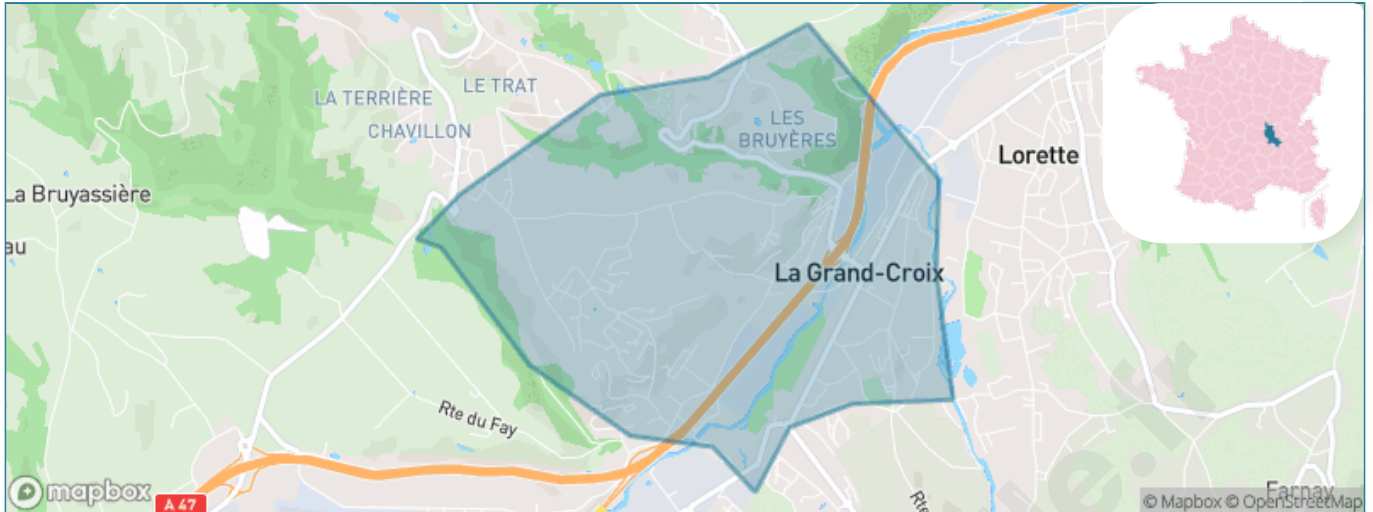 LE TRAT
LA TERRIÈRE
CHAVILLON
LES
BRUYÈRES
Lorette
La Bruyassière
au
La Grand-Croix
Rte du Fay
Rte
Farnay
mapbox
A 47
© Mapbox © OpenStreetMap